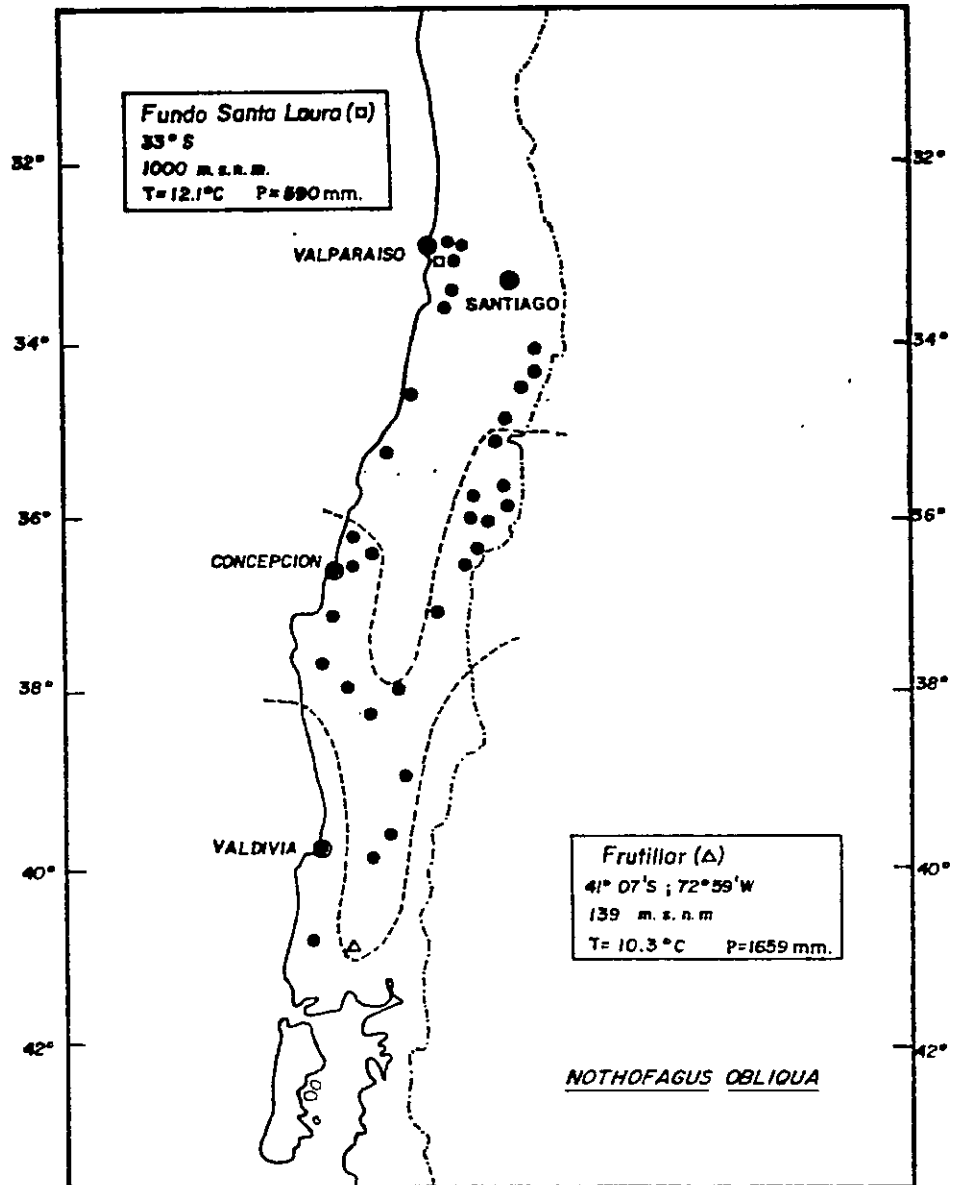 Fundo Santa Laura (□)
33° S
1000 m. s. n. m.
T=12.1°C P=590 mm.
32°
32°
VALPARAISO
SANTIAGO
34°
34°
36°
36°
CONCEPCION
38°
38°
VALDIVIA
40°
40°
Frutillar (△)
41° 07'S ; 72°59'W
139 m. s. n. m
T= 10.3°C P=1659 mm.
42°
42°
NOTHOFAGUS OBLIQUA